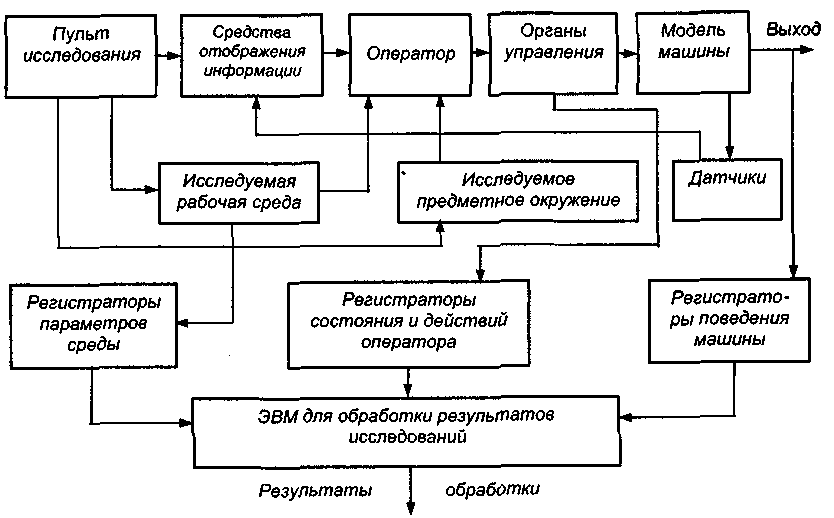 Пульт
исследования
Средства
отображения
информации
Оператор
Органы
управления
Модель
машины
Выход
Исследуемая
рабочая среда
Исследуемое
предметное окружение
Датчики
Регистраторы
параметров
среды
Регистраторы
состояния и действий
оператора
Регистрато-
ры поведения
машины
ЭВМ для обработки результатов
исследований
Результаты обработки